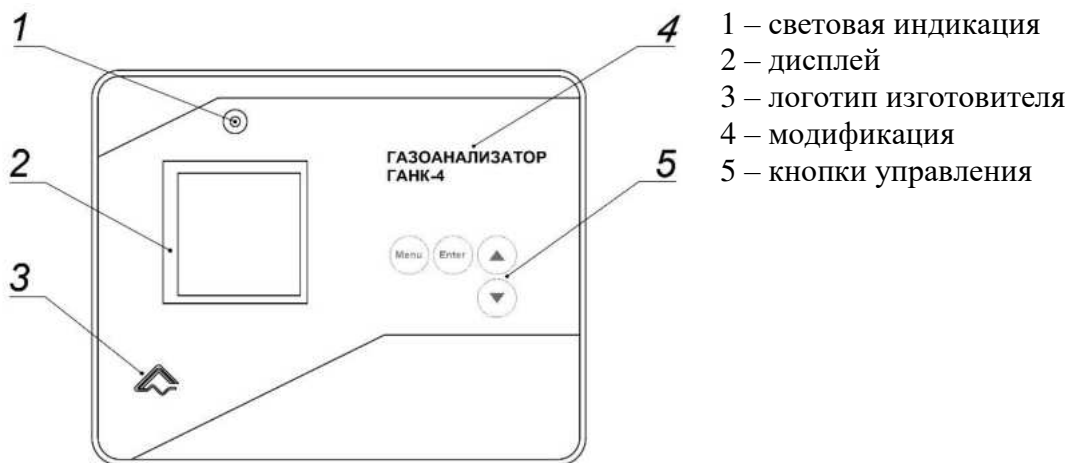 1
2
3
ГАЗОАНАЛИЗАТОР
ГАНК-4
Menu Enter
4
5
1 – световая индикация
2 – дисплей
3 – логотип изготовителя
4 – модификация
5 – кнопки управления